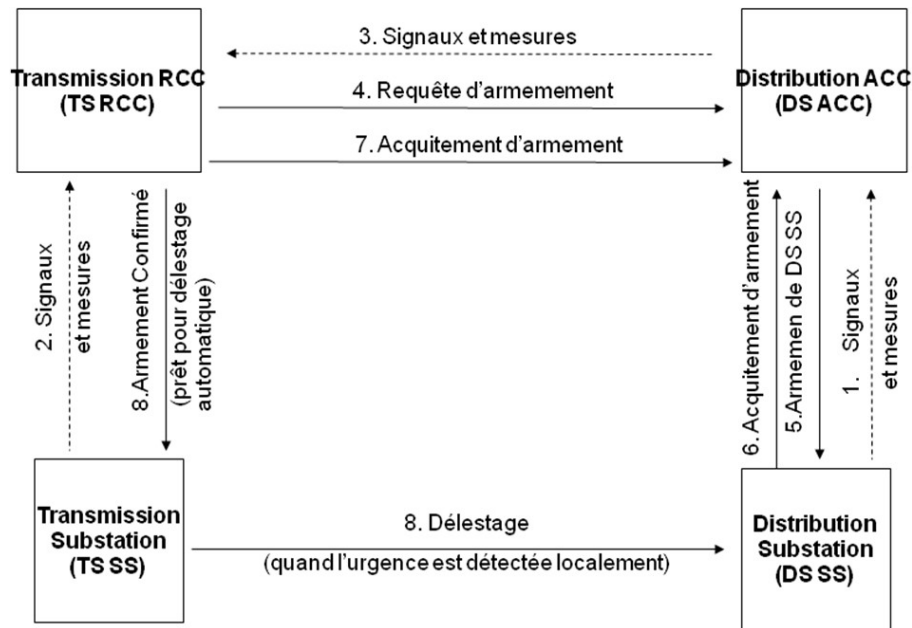 3. Signaux et mesures
Transmission RCC
(TS RCC)
Distribution ACC
(DS ACC)
4. Requête d'armemement
7. Acquitement d'armement
2. Signaux
et mesures
8.Armement Confirmé
(prêt pour délestage
automatique)
6. Acquitement d'armement
5. Armemen de DS SS
1. Signaux
et mesures
Transmission
Substation
(TS SS)
8. Délestage
(quand l'urgence est détectée localement)
Distribution
Substation
(DS SS)